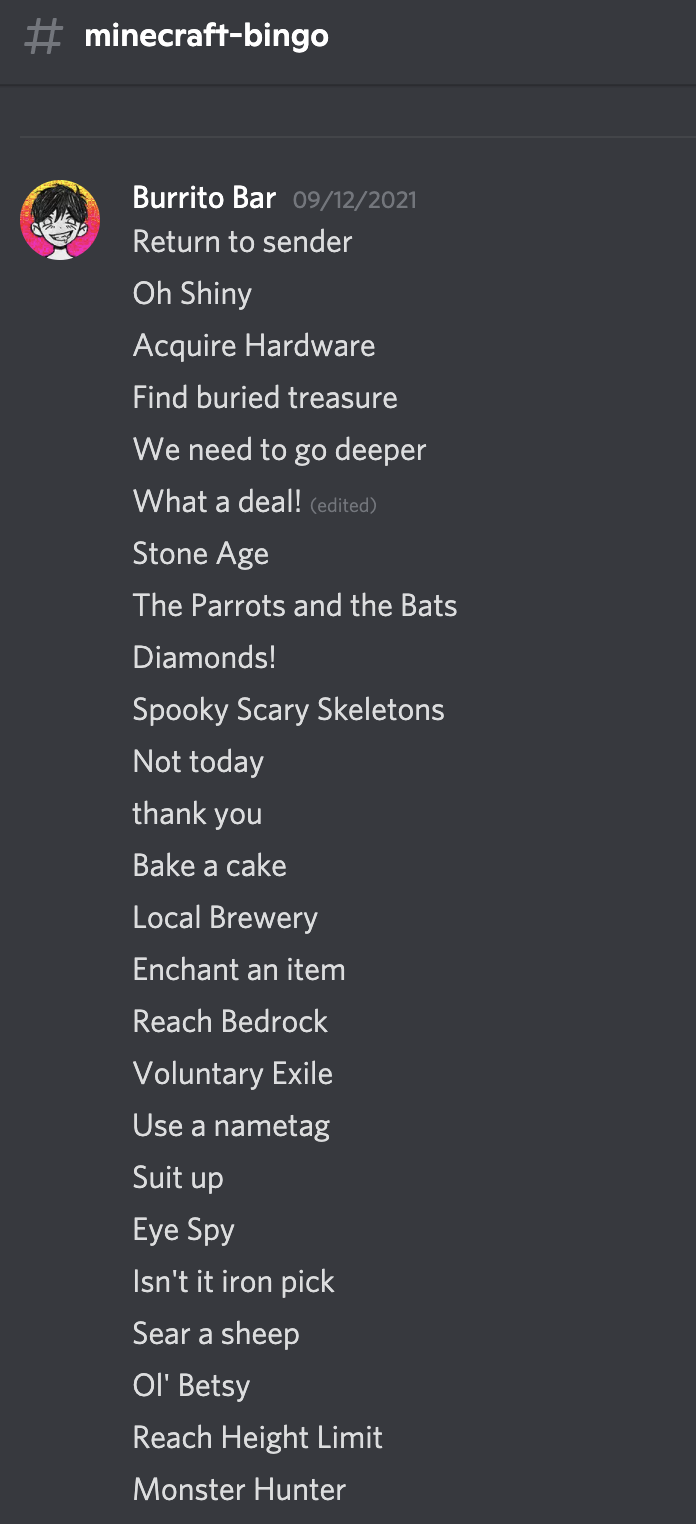 # minecraft-bingo
Burrito Bar 09/12/2021
Return to sender
Oh Shiny
Acquire Hardware
Find buried treasure
We need to go deeper
What a deal! (edited)
Stone Age
The Parrots and the Bats
Diamonds!
Spooky Scary Skeletons
Not today
thank you
Bake a cake
Local Brewery
Enchant an item
Reach Bedrock
Voluntary Exile
Use a nametag
Suit up
Eye Spy
Isn't it iron pick
Sear a sheep
Ol' Betsy
Reach Height Limit
Monster Hunter